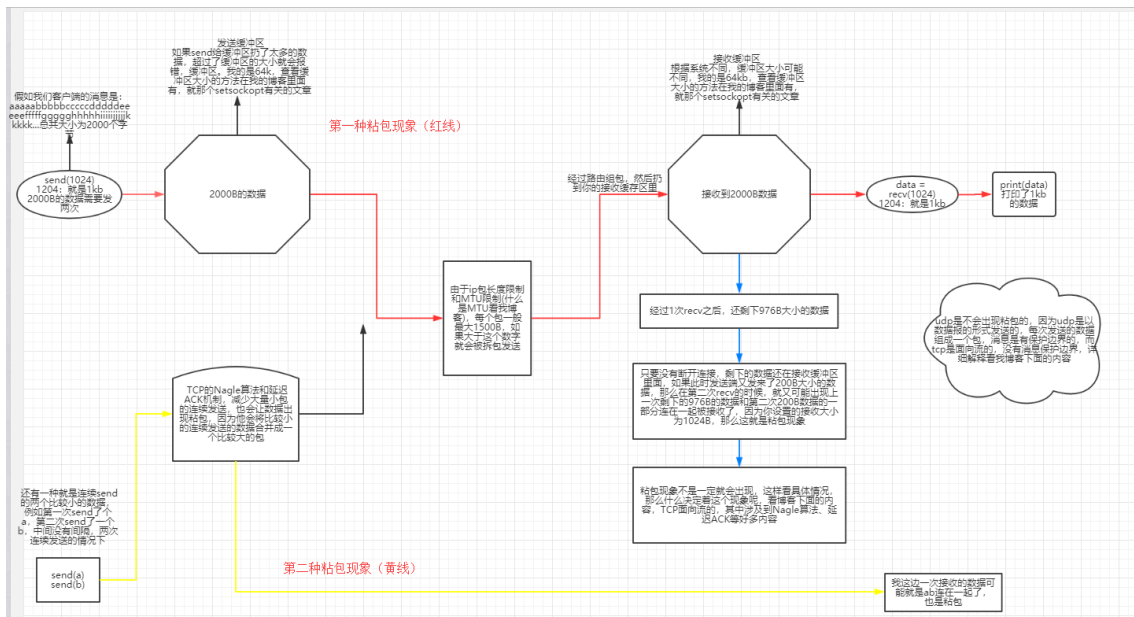 发送缓冲区
如果send给缓冲区扔了太多的数
据，超过了缓冲区的大小就会报
错，缓冲区。我的是64k，查看缓
冲区大小的方法在我的博客里面
有，就那个setsockopt有关的文章
接收缓冲区
根据系统不同，缓冲区大小可能
不同，我的是64kb，查看缓冲区
大小的方法在我的博客里面有，
就那个setsockopt有关的文章
假如我们客户端的消息是：
aaaaabbbbbcccccdddddee
eeefffffggggghhhhhiiiiijjjjjk
kkkk...总共大小为2000个字
节
第一种粘包现象（红线）
send(1024)
1204：就是1kb
2000B的数据需要发
两次
2000B的数据
经过路由组包，然后扔
到你的接收缓存区里
接收到2000B数据
data =
recv(1024)
1204：就是1kb
print(data)
打印了1kb
的数据
由于ip包长度限制
和MTU限制(什么
是MTU看我博
客)，每个包一般
最大1500B，如
果大于这个数字
就会被拆包发送
经过1次recv之后，还剩下976B大小的数据
udp是不会出现粘包的，因为udp是以
数据报的形式发送的，每次发送的数据
组成一个包，消息是有保护边界的，而
tcp是面向流的，没有消息保护边界，详
细解释看我博客下面的内容
TCP的Nagle算法和延迟
ACK机制，减少大量小包
的连续发送，也会让数据出
现粘包，因为他会将比较小
的连续发送的数据合并成一
个比较大的包
只要没有断开连接，剩下的数据还在接收缓冲区
里面，如果此时发送端又发来了200B大小的数
据，那么在第二次recv的时候，就又可能出现上
一次剩下的976B的数据和第二次200B数据的一
部分连在一起被接收了，因为你设置的接收大小
为1024B，那么这就是粘包现象
粘包现象不是一定就会出现，这样看具体情况，
那么什么决定着这个现象呢，看博客下面的内
容，TCP面向流的，其中涉及到Nagle算法、延
迟ACK等好多内容
还有一种就是连续send
的两个比较小的数据，
例如第一次send了个
a，第二次send了一个
b，中间没有间隔，两次
连续发送的情况下
send(a)
send(b)
第二种粘包现象（黄线）
我这边一次接收的数据可
能就是ab连在一起了，
也是粘包